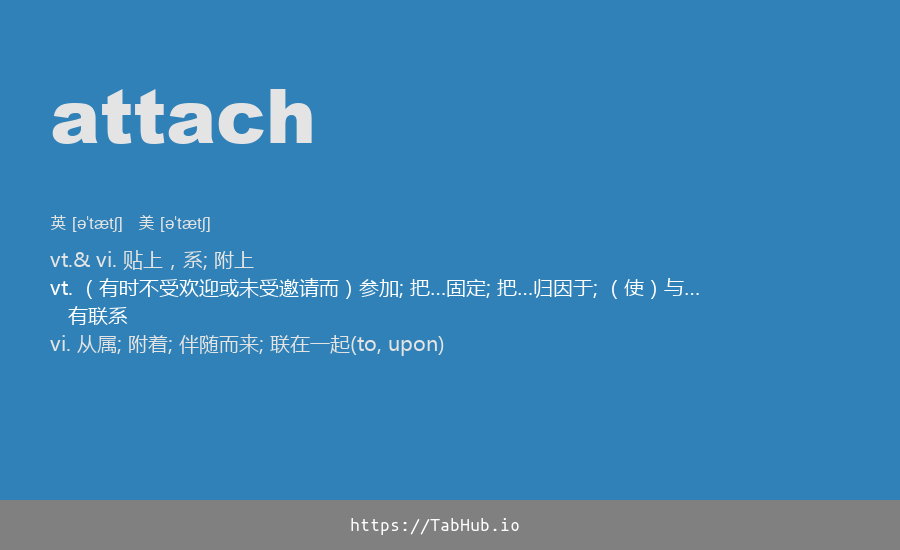 attach
英 [ə'tætʃ] 美 [ə'tætʃ]
vt.& vi. 贴上，系; 附上
vt. （有时不受欢迎或未受邀请而）参加; 把…固定; 把…归因于; （使）与…
有联系
vi. 从属; 附着; 伴随而来; 联在一起(to, upon)
https://TabHub.io